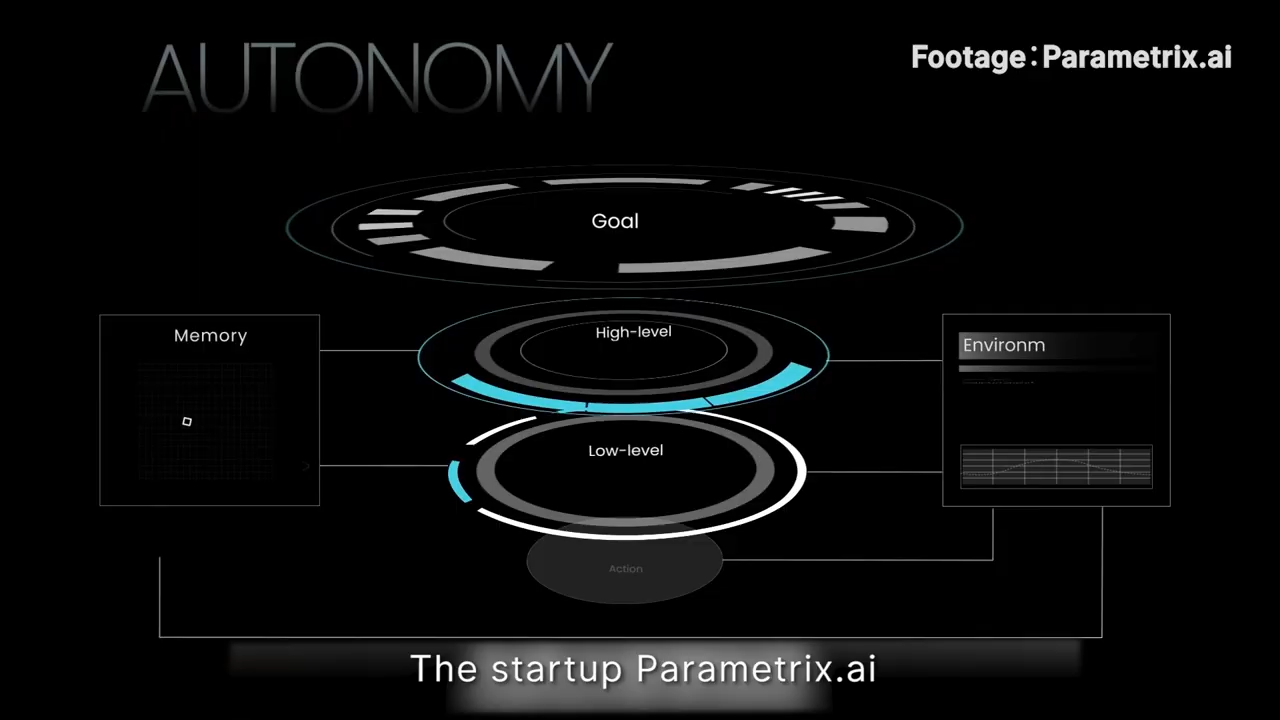 AUTONOMY
Footage:Parametrix.ai
Goal
High-level
Memory
Environm
Low-level
Action
The startup Parametrix.ai